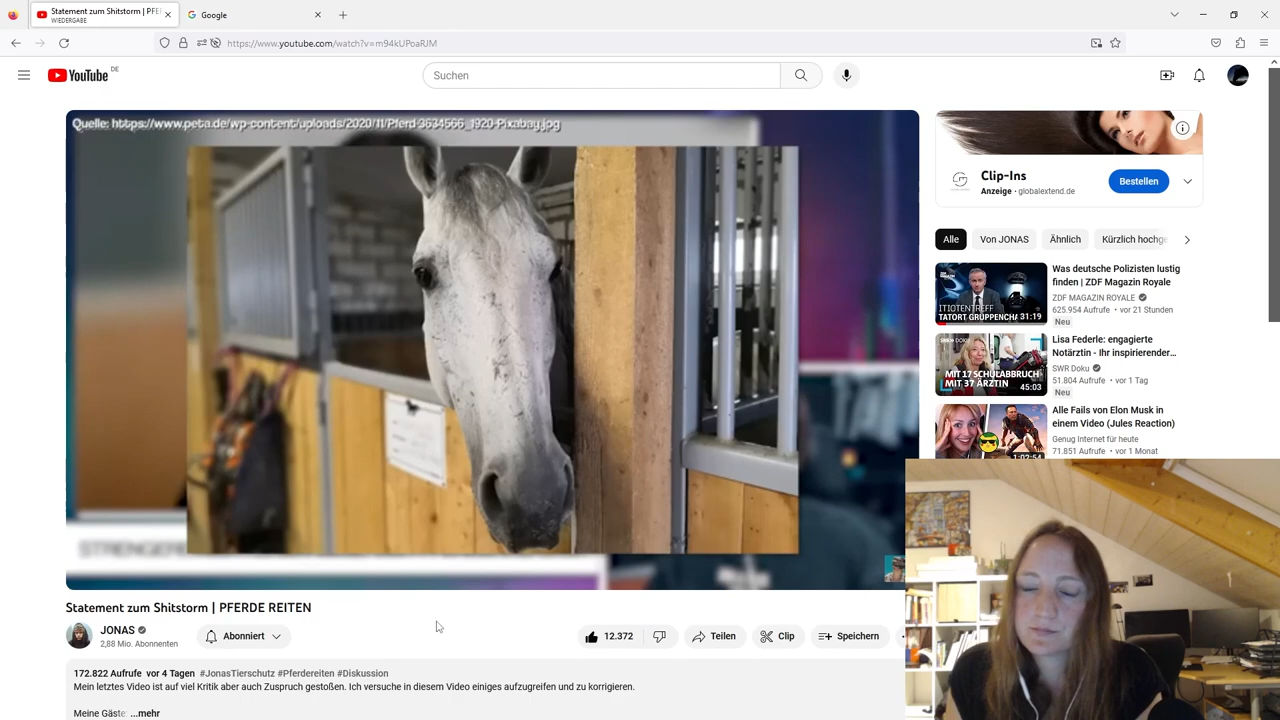 Statement zum Shitstorm | PFER
WIEDERGABE
Google
https://www.youtube.com/watch?v=m94kUPoaRJM
YouTube DE
Suchen
Quelle: https://www.peta.de/wp-content/uploads/2020/11/Pferd-3634566_1920-Pixabay.jpg
STRENGERE
Clip-Ins
Anzeige · globalextend.de
Bestellen
Alle
Von JONAS
Ähnlich
Kürzlich hochge
Was deutsche Polizisten lustig
finden | ZDF Magazin Royale
ZDF MAGAZIN ROYALE
625.954 Aufrufe • vor 21 Stunden
Neu
TATORT GRUPPENCHA
31:19
Lisa Federle: engagierte
Notärztin - Ihr inspirierender...
SWR Doku
51.804 Aufrufe • vor 1 Tag
Neu
MIT 17 SCHULABBRUCH
MIT 37 ÄRZTIN
45:03
Alle Fails von Elon Musk in
einem Video (Jules Reaction)
Genug Internet für heute
71.851 Aufrufe • vor 1 Monat
1:02:54
Statement zum Shitstorm | PFERDE REITEN
JONAS
2,88 Mio. Abonnenten
Abonniert
12.372
Teilen
Clip
Speichern
172.822 Aufrufe vor 4 Tagen #JonasTierschutz #Pferdereiten #Diskussion
Mein letztes Video ist auf viel Kritik aber auch Zuspruch gestoßen. Ich versuche in diesem Video einiges aufzugreifen und zu korrigieren.
Meine Gäste: ...mehr